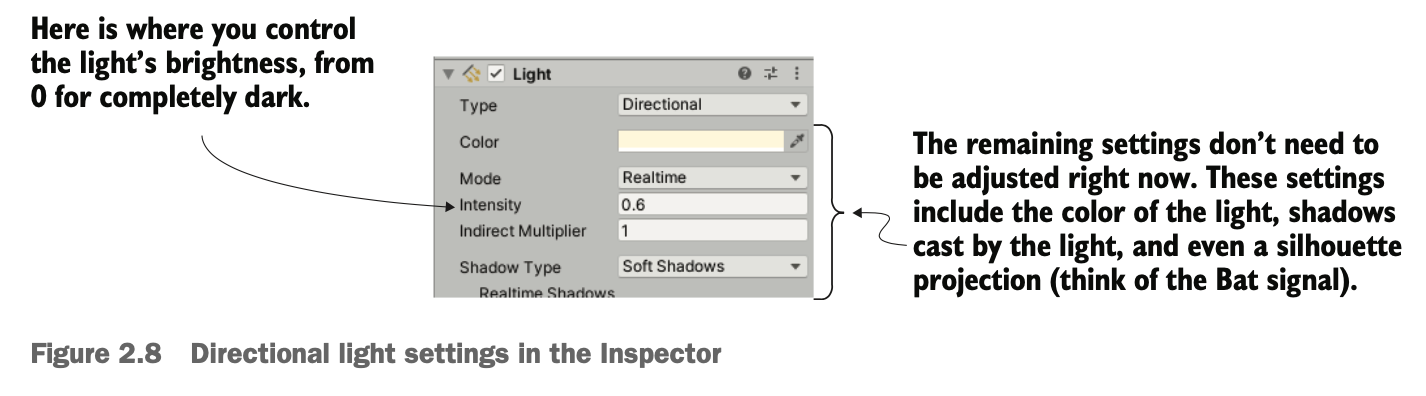 Here is where you control
the light’s brightness, from
0 for completely dark.
Light
Type
Directional
Color
Mode
Realtime
Intensity
0.6
Indirect Multiplier
1
Shadow Type
Soft Shadows
Realtime Shadows
The remaining settings don’t need to
be adjusted right now. These settings
include the color of the light, shadows
cast by the light, and even a silhouette
projection (think of the Bat signal).
Figure 2.8 Directional light settings in the Inspector